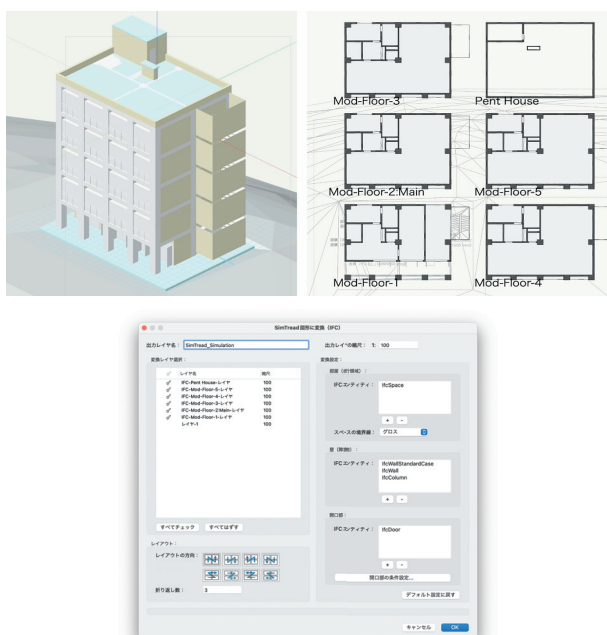 Mod-Floor-3
Pent House
Mod-Floor-2:Main
Mod-Floor-5
Mod-Floor-1
Mod-Floor-4
SimTread図形に変換（IFC）
出力レイヤ名：
SimTread_Simulation
出力レイヤの縮尺： 1: 100
変換レイヤ選択：
レイヤ名 縮尺
IFC-Pent House-レイヤ 100
IFC-Mod-Floor-5-レイヤ 100
IFC-Mod-Floor-4-レイヤ 100
IFC-Mod-Floor-3-レイヤ 100
IFC-Mod-Floor-2:Main-レイヤ 100
IFC-Mod-Floor-1-レイヤ 100
レイヤ-1 100
すべてチェック すべてはずす
レイアウト：
レイアウトの方向：
折り返し数： 3
変換設定：
部屋（歩行領域）：
IFCエンティティ： IfcSpace
+ -
スペースの境界線： グロス
壁（障害物）：
IFCエンティティ： IfcWallStandardCase
IfcWall
IfcColumn
+ -
開口部：
IFCエンティティ： IfcDoor
+ -
開口部の条件設定...
デフォルト設定に戻す
キャンセル OK